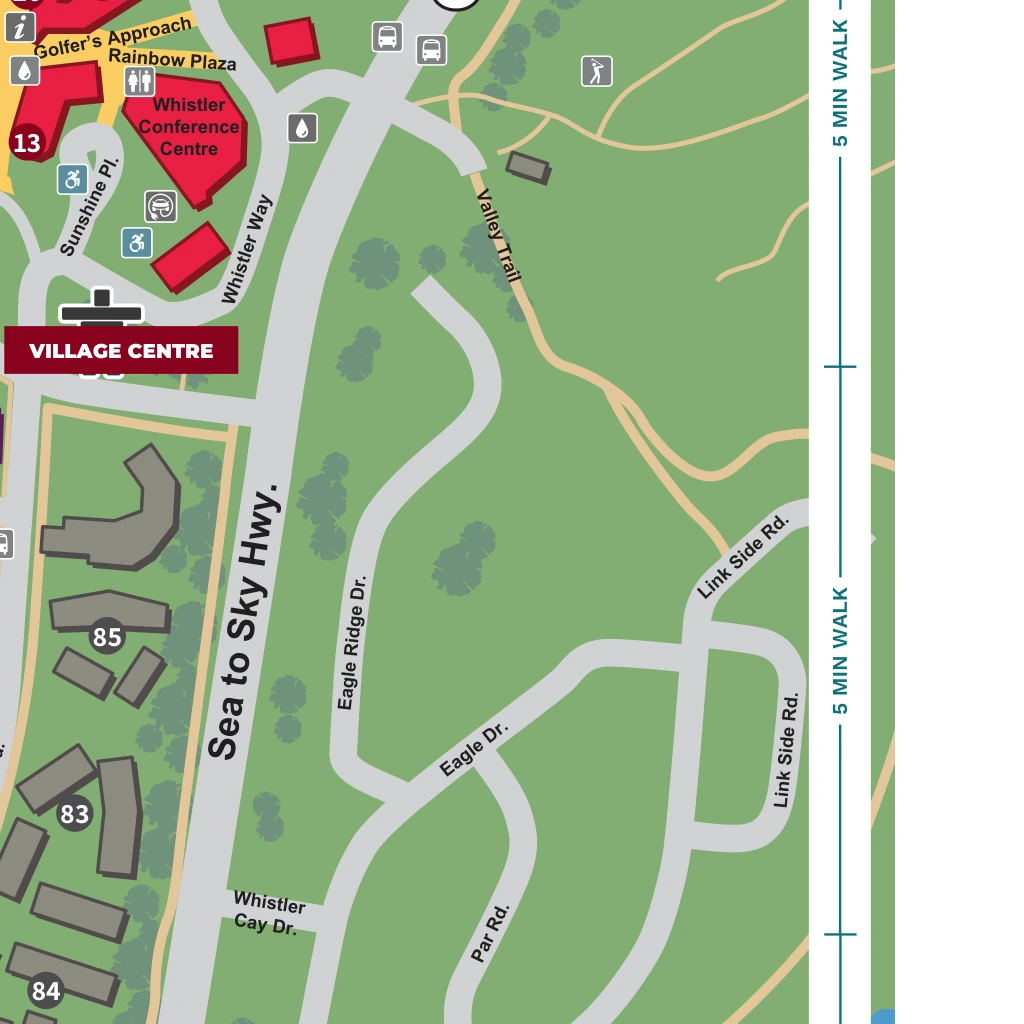 Golfer's Approach
Rainbow Plaza
Whistler
Conference
Centre
13
Sunshine Pl.
Whistler Way
VILLAGE CENTRE
Valley Trail
5 MIN WALK
Sea to Sky Hwy.
Eagle Ridge Dr.
Link Side Rd.
5 MIN WALK
85
Eagle Dr.
Link Side Rd.
83
Whistler
Cay Dr.
Par Rd.
84